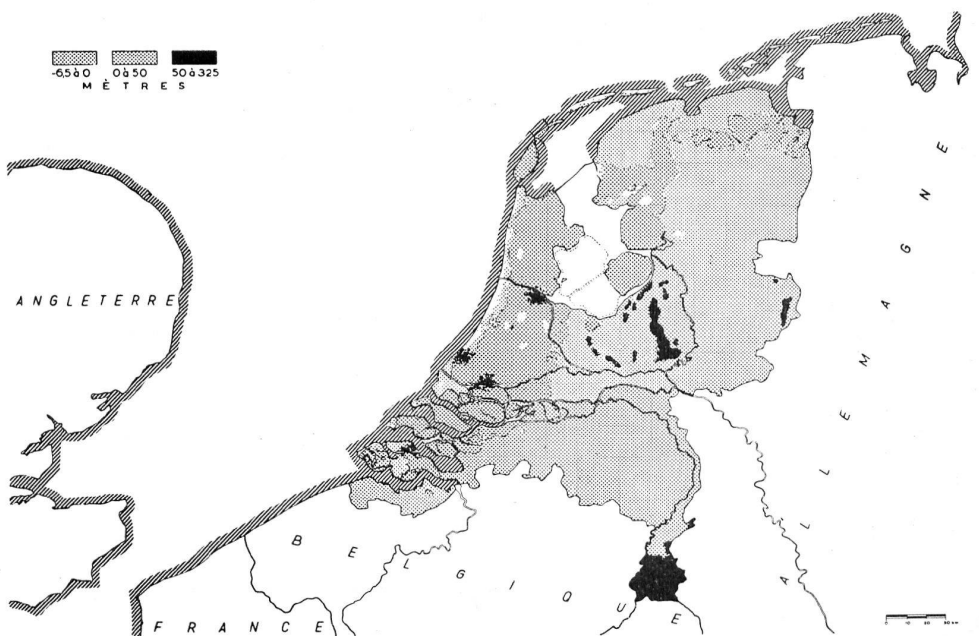 -6,5 à 0 0 à 50 50 à 325
MÈTRES
ANGLETERRE
ALLEMAGNE
BELGIQUE
FRANCE